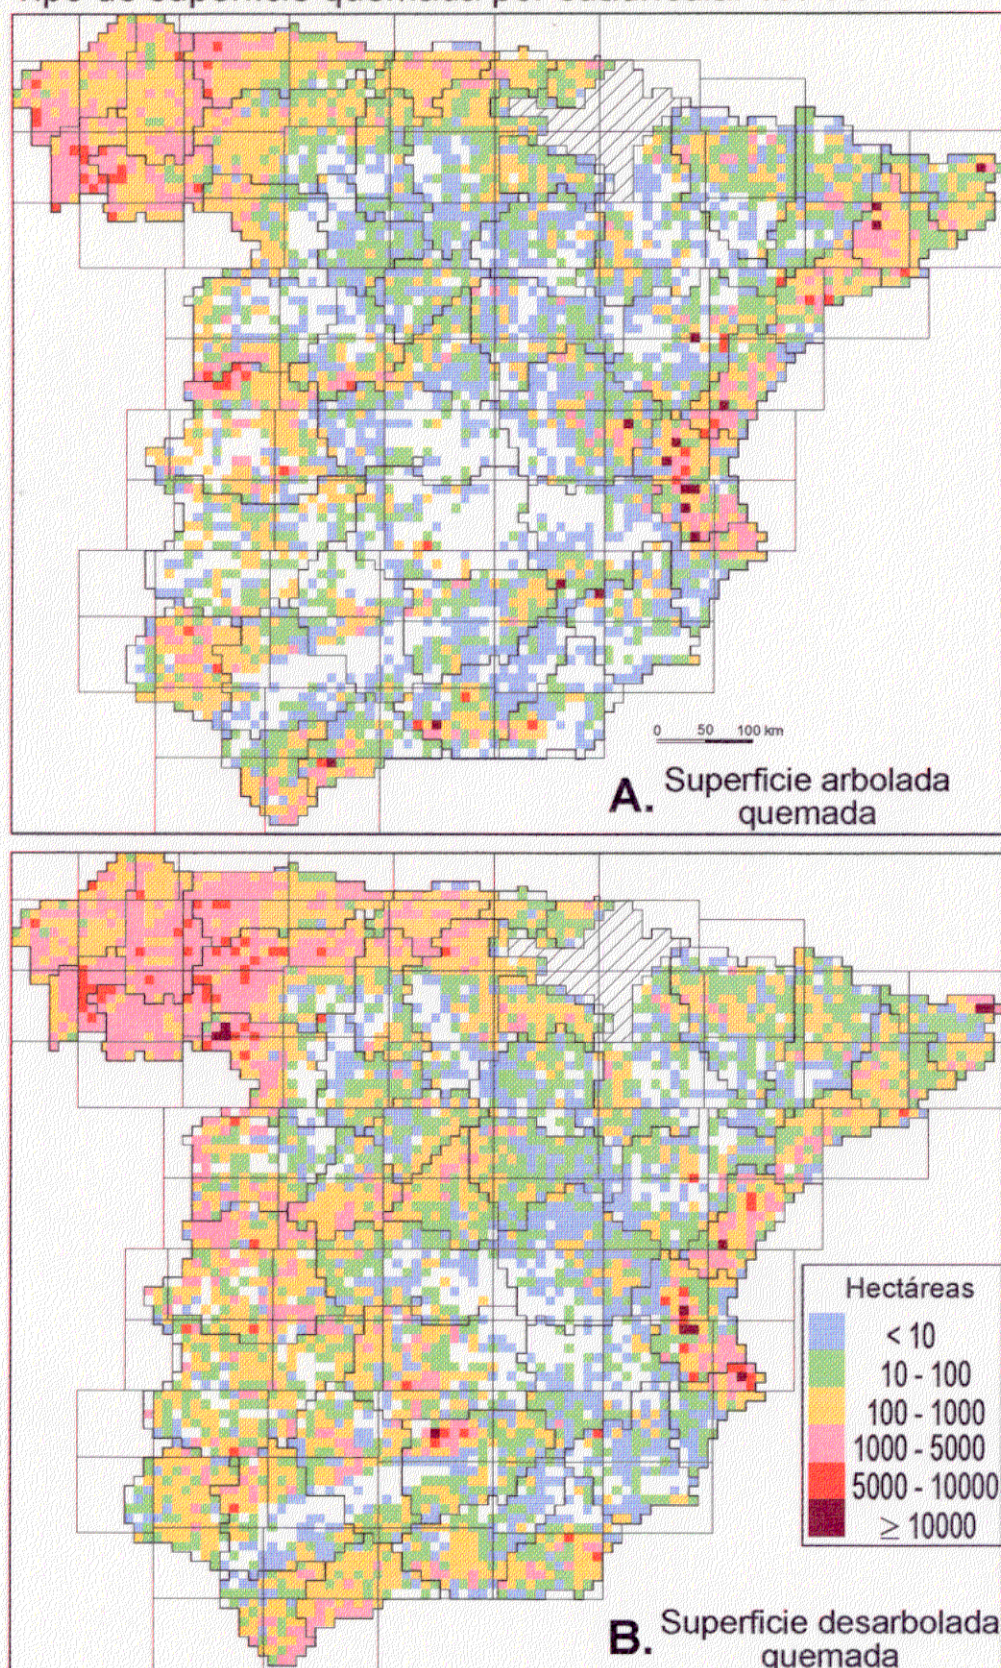 0 50 100 km
A. Superficie arbolada
quemada
Hectáreas
< 10
10 - 100
100 - 1000
1000 - 5000
5000 - 10000
≥ 10000
B. Superficie desarbolada
quemada